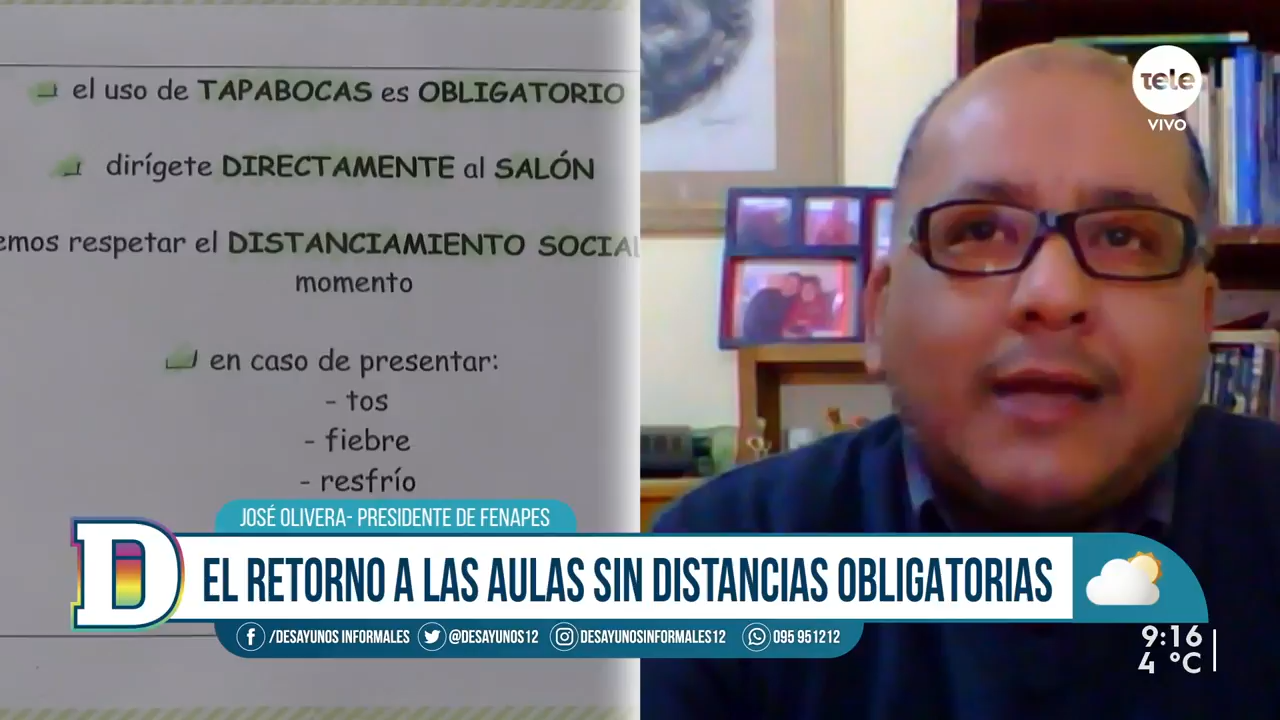 el uso de TAPABOCAS es OBLIGATORIO
dirígete DIRECTAMENTE al SALÓN
respetar el DISTANCIAMIENTO SOCIAL
momento
en caso de presentar:
- tos
- fiebre
- resfrío
tele
VIVO
JOSÉ OLIVERA- PRESIDENTE DE FENAPES
D
EL RETORNO A LAS AULAS SIN DISTANCIAS OBLIGATORIAS
/DESAYUNOS INFORMALES @DESAYUNOS12 DESAYUNOSINFORMALES12 095 951212
9:16
4 °C